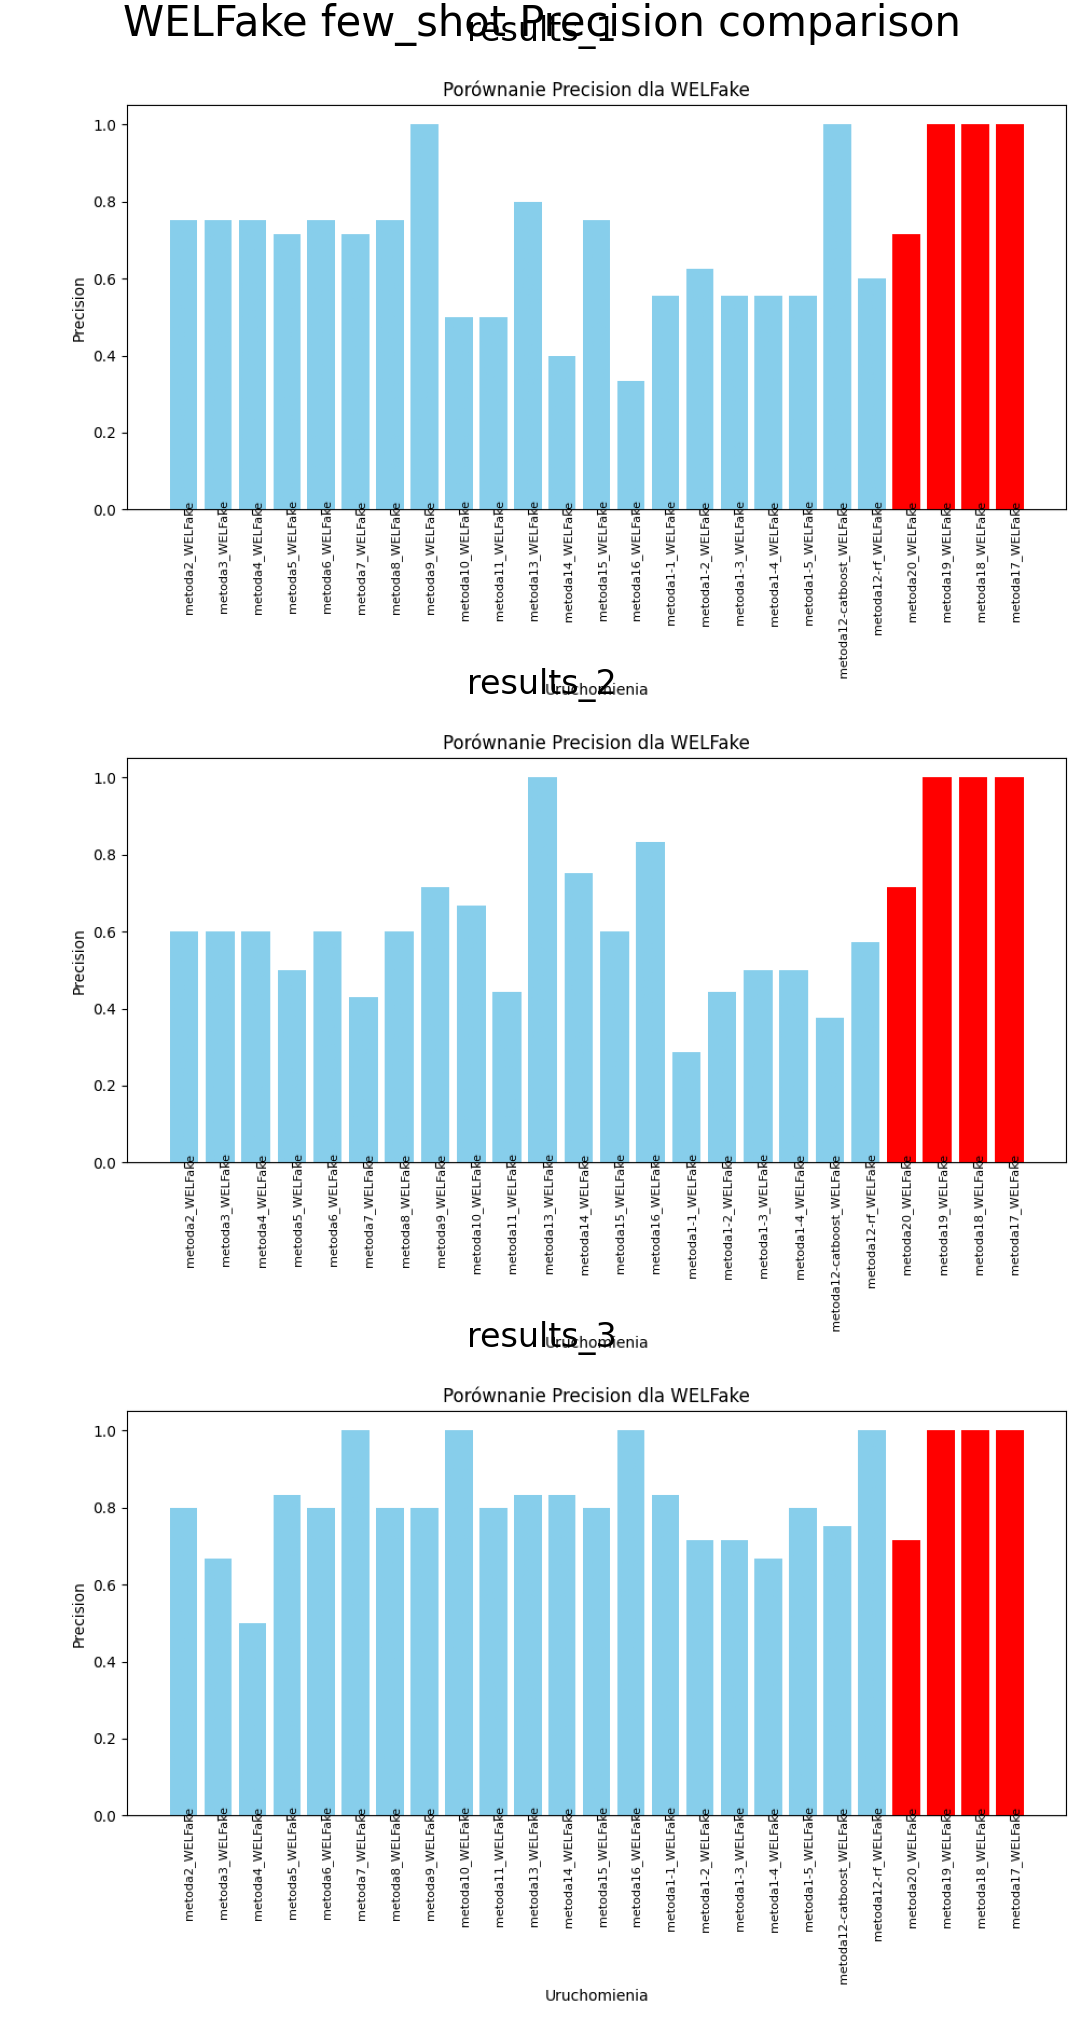 WELFake few_shot Precision comparison
results_1
Porównanie Precision dla WELFake
Precision
1.0
0.8
0.6
0.4
0.2
0.0
metoda2_WELFake
metoda3_WELFake
metoda4_WELFake
metoda5_WELFake
metoda6_WELFake
metoda7_WELFake
metoda8_WELFake
metoda9_WELFake
metoda10_WELFake
metoda11_WELFake
metoda13_WELFake
metoda14_WELFake
metoda15_WELFake
metoda16_WELFake
metoda1-1_WELFake
metoda1-2_WELFake
metoda1-3_WELFake
metoda1-4_WELFake
metoda1-5_WELFake
metoda12-catboost_WELFake
metoda12-rf_WELFake
metoda20_WELFake
metoda19_WELFake
metoda18_WELFake
metoda17_WELFake
Uruchomienia
results_2
Porównanie Precision dla WELFake
Precision
1.0
0.8
0.6
0.4
0.2
0.0
metoda2_WELFake
metoda3_WELFake
metoda4_WELFake
metoda5_WELFake
metoda6_WELFake
metoda7_WELFake
metoda8_WELFake
metoda9_WELFake
metoda10_WELFake
metoda11_WELFake
metoda13_WELFake
metoda14_WELFake
metoda15_WELFake
metoda16_WELFake
metoda1-1_WELFake
metoda1-2_WELFake
metoda1-3_WELFake
metoda1-4_WELFake
metoda12-catboost_WELFake
metoda12-rf_WELFake
metoda20_WELFake
metoda19_WELFake
metoda18_WELFake
metoda17_WELFake
Uruchomienia
results_3
Porównanie Precision dla WELFake
Precision
1.0
0.8
0.6
0.4
0.2
0.0
metoda2_WELFake
metoda3_WELFake
metoda4_WELFake
metoda5_WELFake
metoda6_WELFake
metoda7_WELFake
metoda8_WELFake
metoda9_WELFake
metoda10_WELFake
metoda11_WELFake
metoda13_WELFake
metoda14_WELFake
metoda15_WELFake
metoda16_WELFake
metoda1-1_WELFake
metoda1-2_WELFake
metoda1-3_WELFake
metoda1-4_WELFake
metoda1-5_WELFake
metoda12-catboost_WELFake
metoda12-rf_WELFake
metoda20_WELFake
metoda19_WELFake
metoda18_WELFake
metoda17_WELFake
Uruchomienia